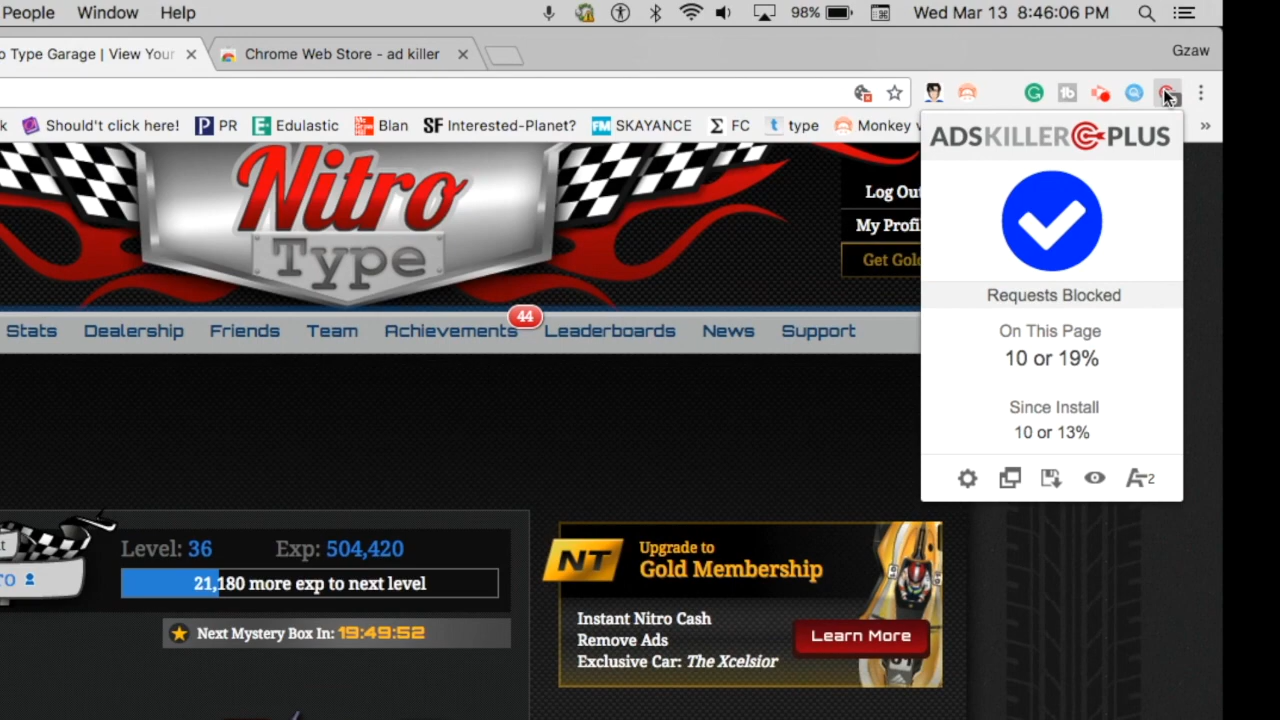 People Window Help 98% Wed Mar 13 8:46:06 PM
o Type Garage | View Your Chrome Web Store - ad killer Gzaw
k Should't click here! PR Edulastic Blan SF Interested-Planet? FM SKAYANCE Σ FC t type Monkey v »
ADSKILLER PLUS
Nitro
Type
Log Out
My Profil
Get Gold
Requests Blocked
On This Page
10 or 19%
Since Install
10 or 13%
A-2
44
Stats Dealership Friends Team Achievements Leaderboards News Support
Level: 36 Exp: 504,420
21,180 more exp to next level
Next Mystery Box In: 19:49:52
NT
Upgrade to
Gold Membership
Instant Nitro Cash
Remove Ads
Exclusive Car: The Xcelsior
Learn More